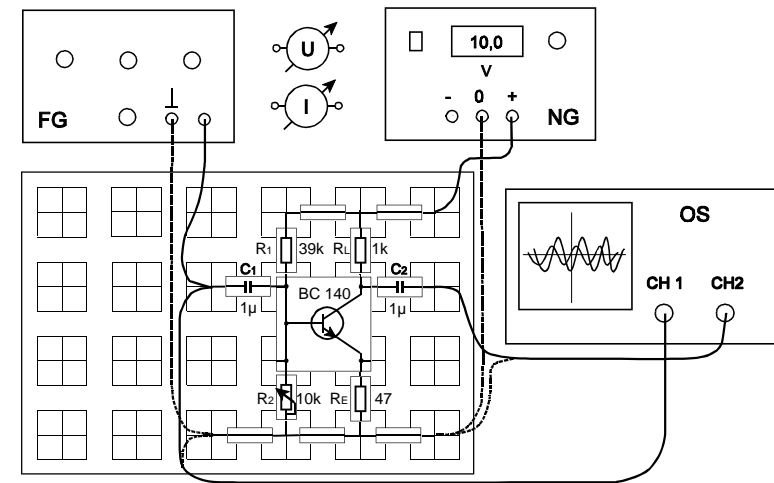 U
10,0
V
- 0 +
FG
I
NG
OS
R1 39k RL 1k
C1 C2
CH 1 CH2
BC 140
1µ 1µ
R2 10k RE 47